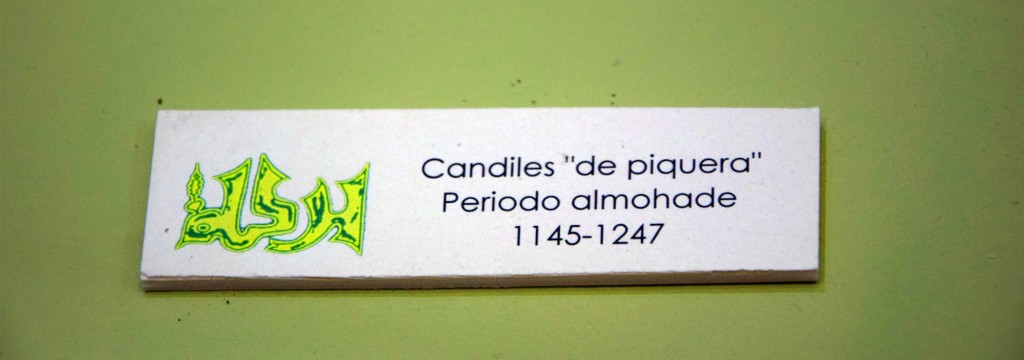 Candiles "de piquera"
Periodo almohade
1145-1247